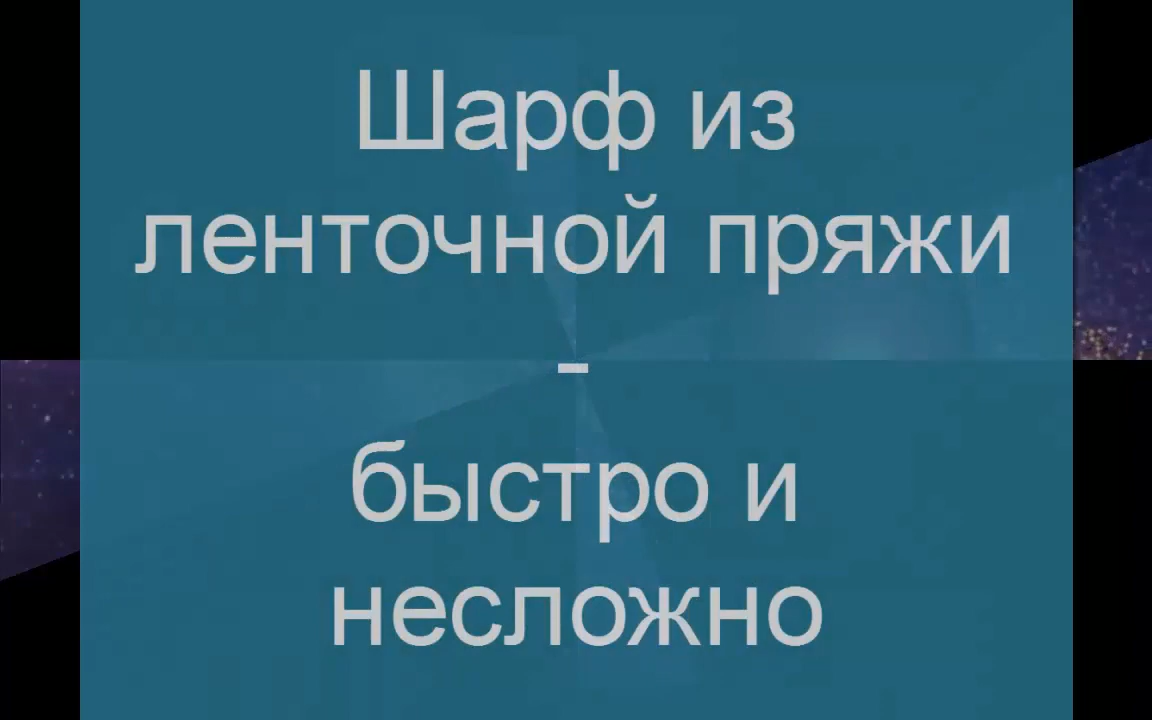 Шарф из
ленточной пряжи
-
быстро и
несложно